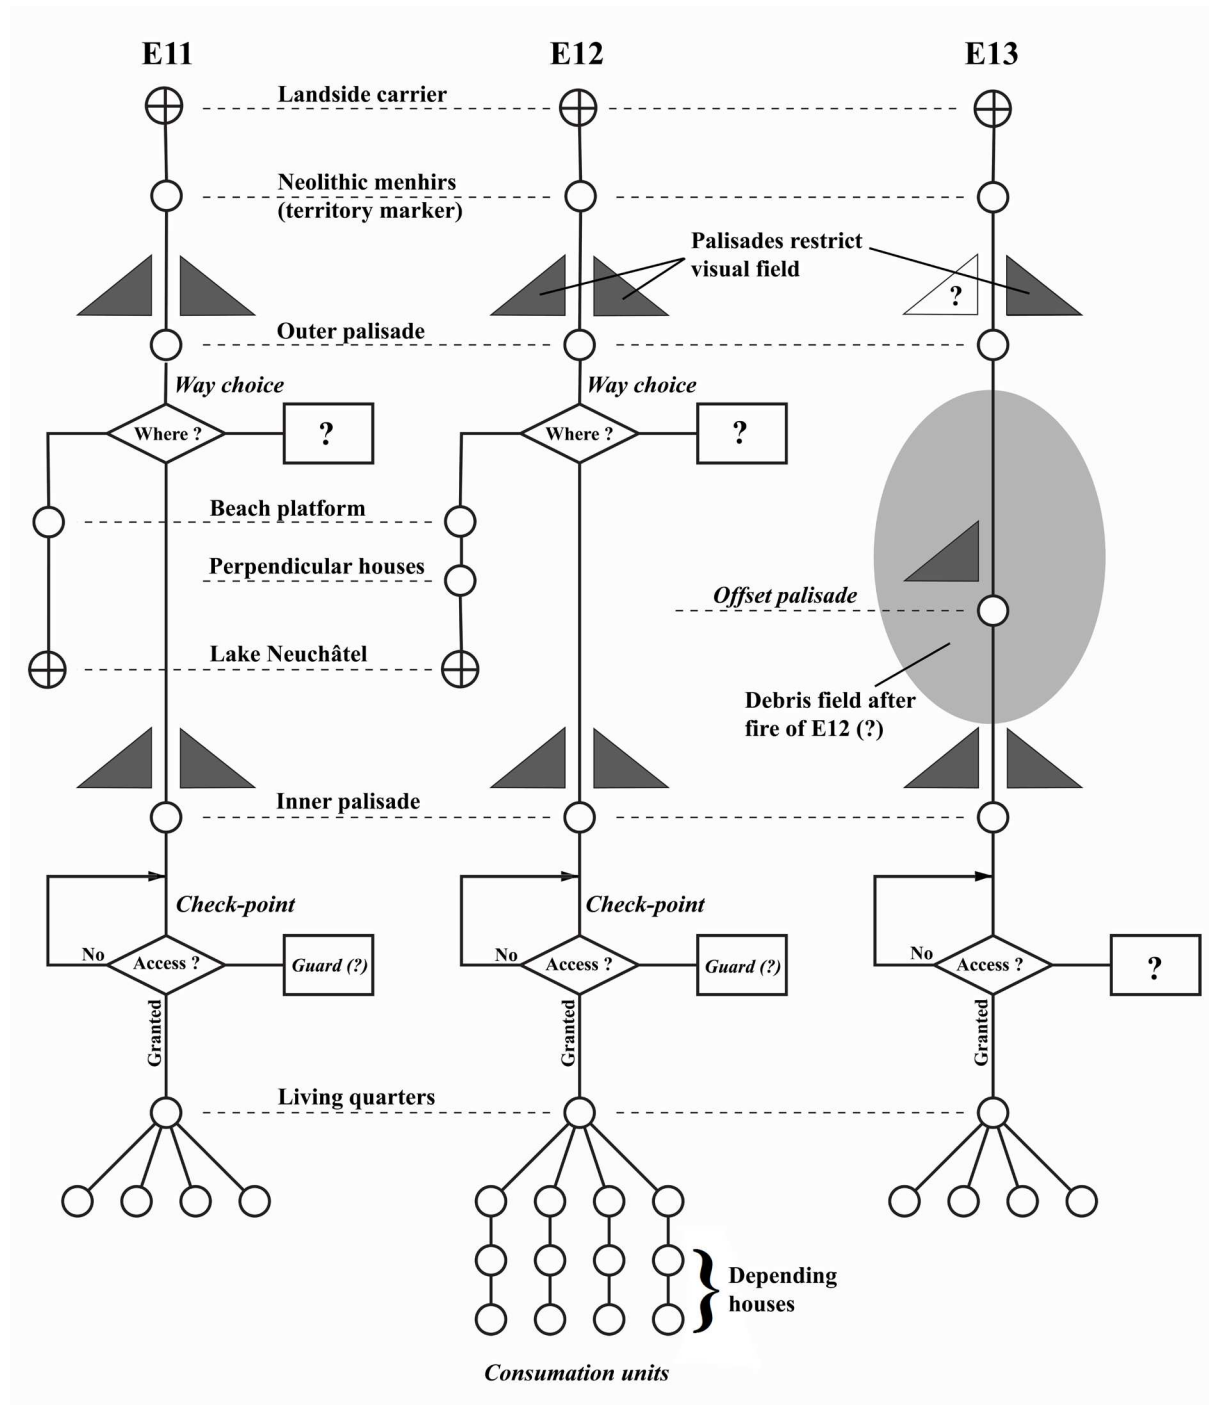 E11
E12
E13
Landside carrier
Neolithic menhirs
(territory marker)
Palisades restrict
visual field
?
Outer palisade
Way choice
Way choice
Where ?
?
Where ?
?
Beach platform
Perpendicular houses
Offset palisade
Lake Neuchâtel
Debris field after
fire of E12 (?)
Inner palisade
Check-point
Check-point
No
Access ?
Guard (?)
No
Access ?
Guard (?)
No
Access ?
?
Granted
Granted
Granted
Living quarters
Depending
houses
Consumation units